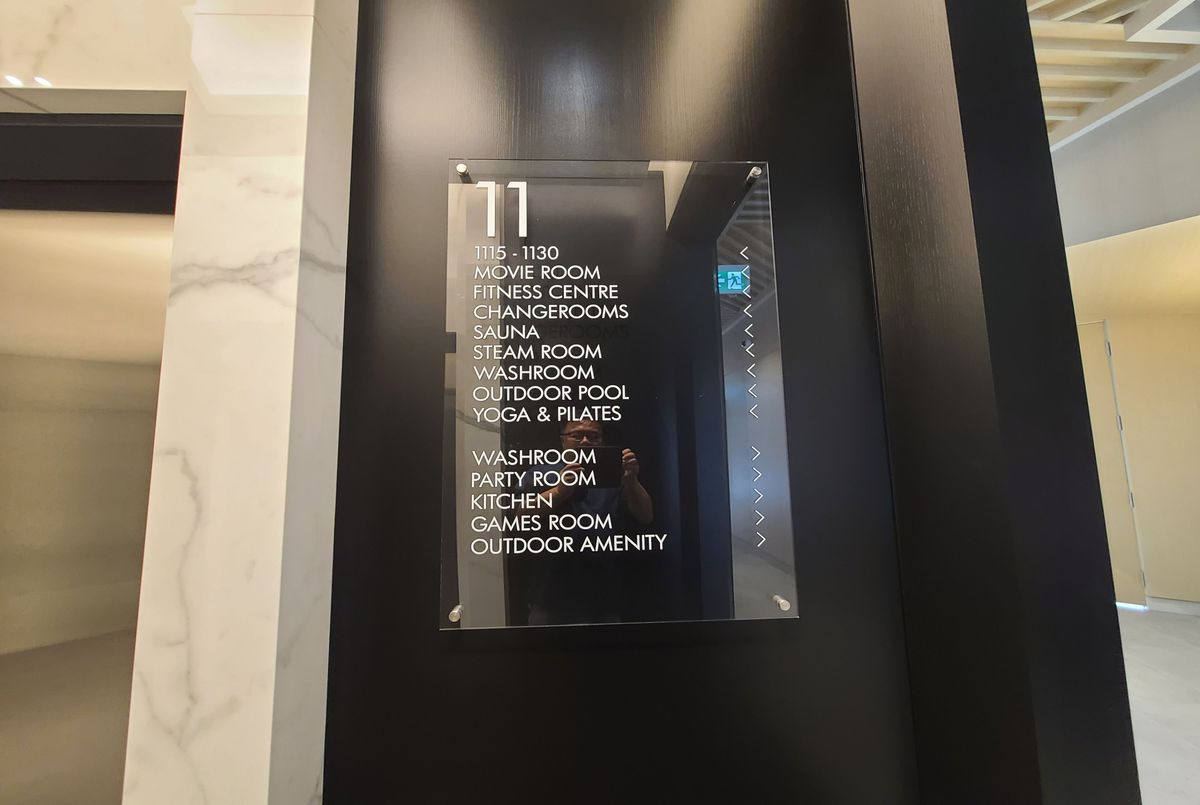 11
1115 - 1130 <
MOVIE ROOM <
FITNESS CENTRE <
CHANGEROOMS <
SAUNA <
STEAM ROOM <
WASHROOM <
OUTDOOR POOL <
YOGA & PILATES <
WASHROOM >
PARTY ROOM >
KITCHEN >
GAMES ROOM >
OUTDOOR AMENITY >